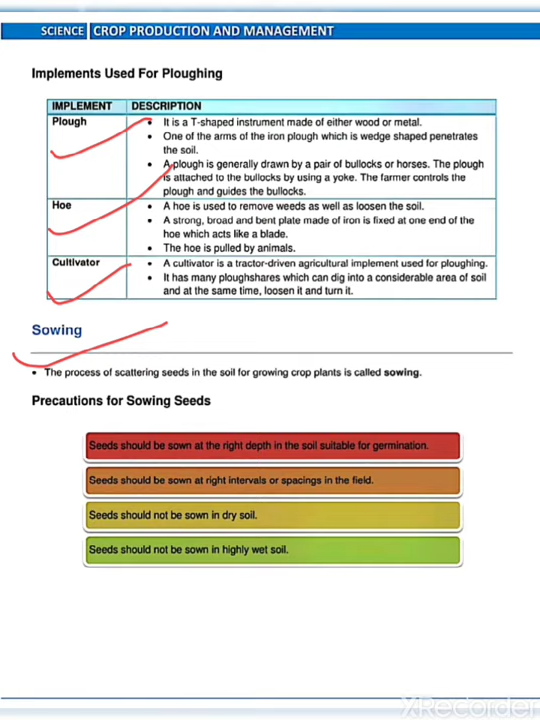 SCIENCE | CROP PRODUCTION AND MANAGEMENT
Implements Used For Ploughing
IMPLEMENT DESCRIPTION
Plough
• It is a T-shaped instrument made of either wood or metal.
• One of the arms of the iron plough which is wedge shaped penetrates
the soil.
• A plough is generally drawn by a pair of bullocks or horses. The plough
is attached to the bullocks by using a yoke. The farmer controls the
plough and guides the bullocks.
Hoe
• A hoe is used to remove weeds as well as loosen the soil.
• A strong, broad and bent plate made of iron is fixed at one end of the
hoe which acts like a blade.
• The hoe is pulled by animals.
Cultivator
• A cultivator is a tractor-driven agricultural implement used for ploughing.
• It has many ploughshares which can dig into a considerable area of soil
and at the same time, loosen it and turn it.
Sowing
• The process of scattering seeds in the soil for growing crop plants is called sowing.
Precautions for Sowing Seeds
Seeds should be sown at the right depth in the soil suitable for germination.
Seeds should be sown at right intervals or spacings in the field.
Seeds should not be sown in dry soil.
Seeds should not be sown in highly wet soil.
XRecorder